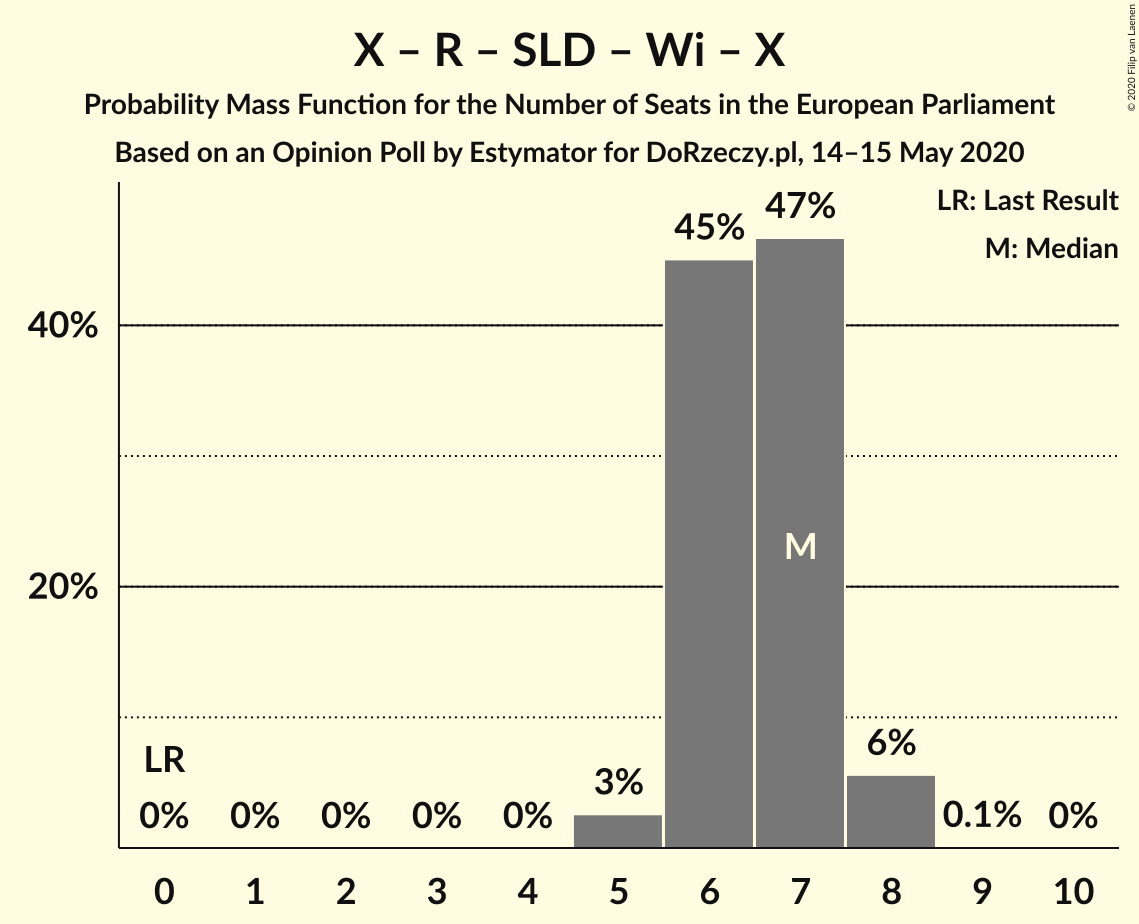 X – R – SLD – Wi – X
Probability Mass Function for the Number of Seats in the European Parliament
Based on an Opinion Poll by Estymator for DoRzeczy.pl, 14–15 May 2020
© 2020 Filip van Laenen
LR: Last Result
M: Median
47%
45%
40%
M
20%
6%
LR
3%
0% 0% 0% 0% 0% 0.1% 0%
0 1 2 3 4 5 6 7 8 9 10